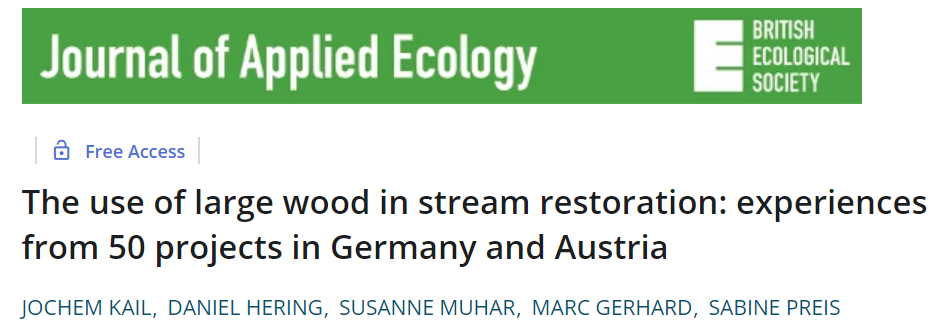 Journal of Applied Ecology
BRITISH
ECOLOGICAL
SOCIETY
Free Access
The use of large wood in stream restoration: experiences
from 50 projects in Germany and Austria
JOCHEM KAIL, DANIEL HERING, SUSANNE MUHAR, MARC GERHARD, SABINE PREIS